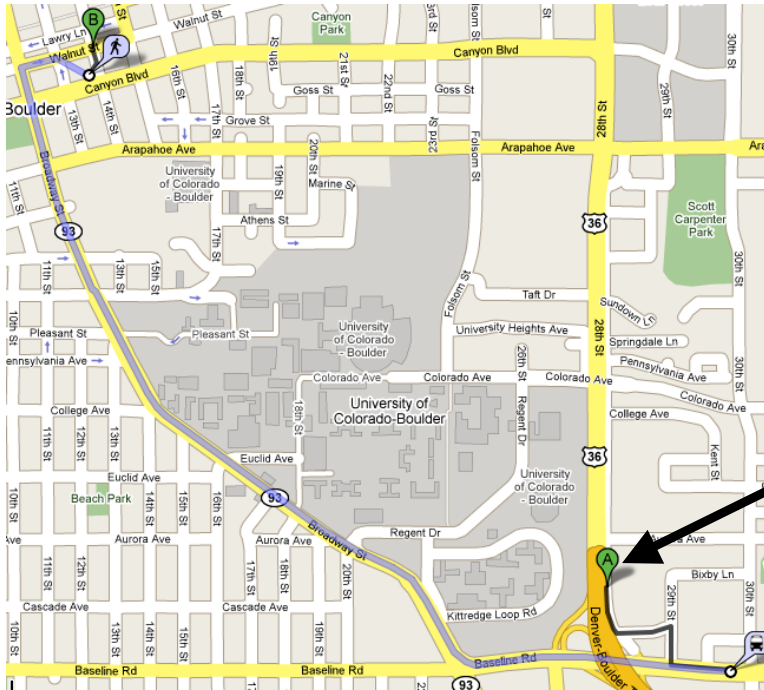 Canyon
Park
Walnut St
Lawry Ln
Walnut St
B
Canyon Blvd
Canyon Blvd
13th St
14th St
16th St
17th St
18th St
19th St
21st St
22nd St
23rd St
Folsom St
28th St
30th St
Goss St
Goss St
Grove St
Boulder
Arapahoe Ave
Arapahoe Ave
Ara
Broadway St
11th St
University
of Colorado
- Boulder
19th St
20th St
23rd St
Marine St
Athens St
17th St
Folsom St
36
Scott
Carpenter
Park
30th St
93
11th St
13th St
15th St
10th St
Pleasant St
Pleasant St
ennsylvania Ave
University
of Colorado
- Boulder
Folsom St
Taft Dr
University Heights Ave
28th St
Sundown Ln
Springdale Ln
Pennsylvania Ave
30th St
Colorado Ave
Colorado Ave
Colorado Ave
Colorado Ave
26th St
Regent Dr
18th St
University of
Colorado-Boulder
College Ave
College Ave
11th St
12th St
13th St
Kent St
36
Euclid Ave
Euclid Ave
University
of Colorado
- Boulder
Beach Park
10th St
14th St
15th St
16th St
93
Broadway St
Regent Dr
ve
Aurora Ave
Aurora Ave
Aurora Ave
A
11th St
12th St
17th St
18th St
20th St
Bixby Ln
29th St
30th St
Cascade Ave
Cascade Ave
Kittredge Loop Rd
Denver-Boulder T
10th St
13th St
14th St
15th St
19th St
Baseline Rd
Baseline Rd
Baseline Rd
93